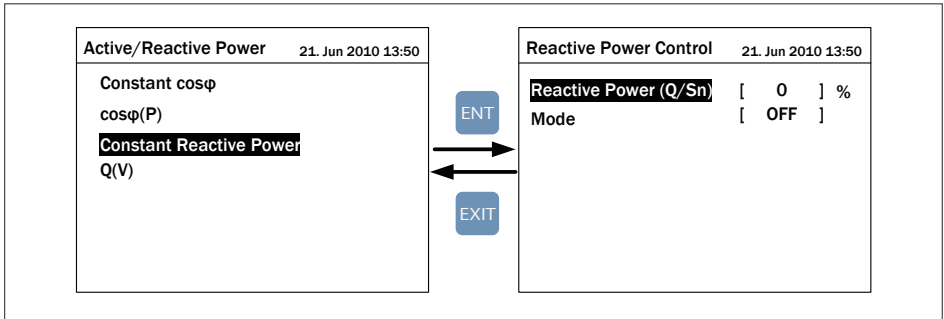 Active/Reactive Power 21. Jun 2010 13:50
Constant cosφ
cosφ(P)
Constant Reactive Power
Q(V)
ENT
EXIT
Reactive Power Control 21. Jun 2010 13:50
Reactive Power (Q/Sn) [ 0 ] %
Mode [ OFF ]